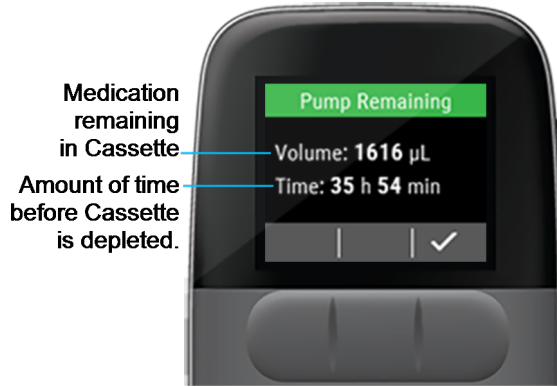 Pump Remaining
Medication
remaining
in Cassette
Volume: 1616 µL
Amount of time
before Cassette
is depleted.
Time: 35 h 54 min